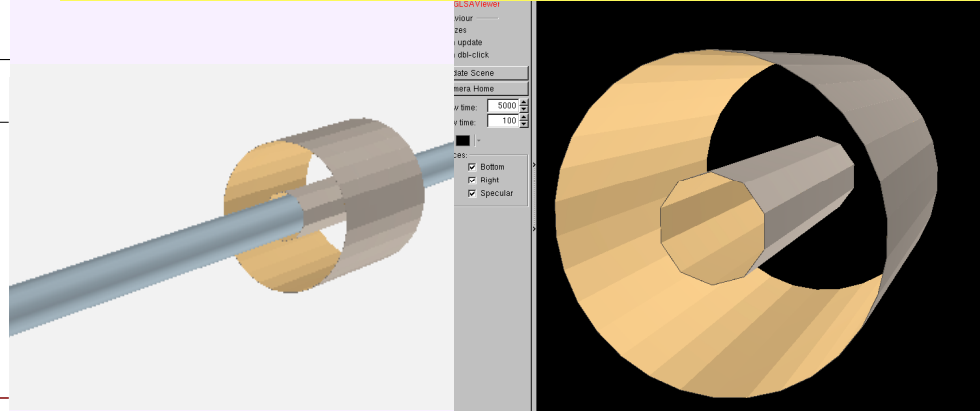 GLSAViewer
viour
zes
update
dbl-click
date Scene
mera Home
w time: 5000
w time: 100
ces:
Bottom
Right
Specular